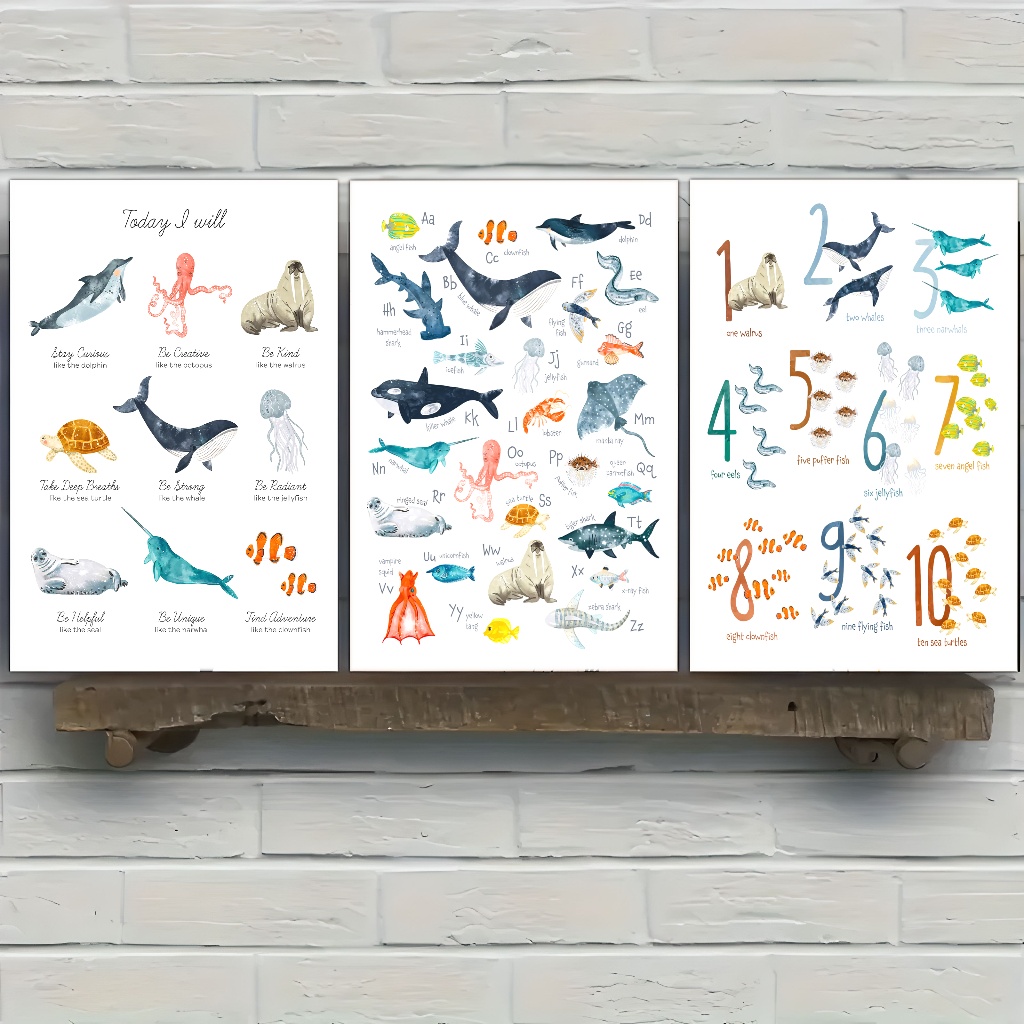 Today I will
Stay Curious
like the dolphin
Be Creative
like the octopus
Be Kind
like the walrus
Take Deep Breaths
like the sea turtle
Be Strong
like the whale
Be Radiant
like the jellyfish
Be Helpful
like the seal
Be Unique
like the narwha
Find Adventure
like the clownfish
Aa
angel fish
Bb
blue whale
Cc
clownfish
Dd
dolphin
Ee
eel
Ff
flying
fish
Gg
gurnard
Hh
hammerhead
shark
Ii
icefish
Jj
jellyfish
Kk
killer whale
Ll
lobster
Mm
manta ray
Nn
narwhal
Oo
octopus
Pp
puffer fish
queen
parrotfish
Qq
ringed seal
Rr
sea turtle
Ss
tiger shark
Tt
Uu
unicornfish
vampire
squid
Vv
Ww
walrus
Xx
x-ray fish
Yy
yellow
tang
zebra shark
Zz
1
one walrus
2
two whales
3
three narwhals
4
four eels
5
five puffer fish
6
six jellyfish
7
seven angel fish
8
eight clownfish
9
nine flying fish
10
ten sea turtles